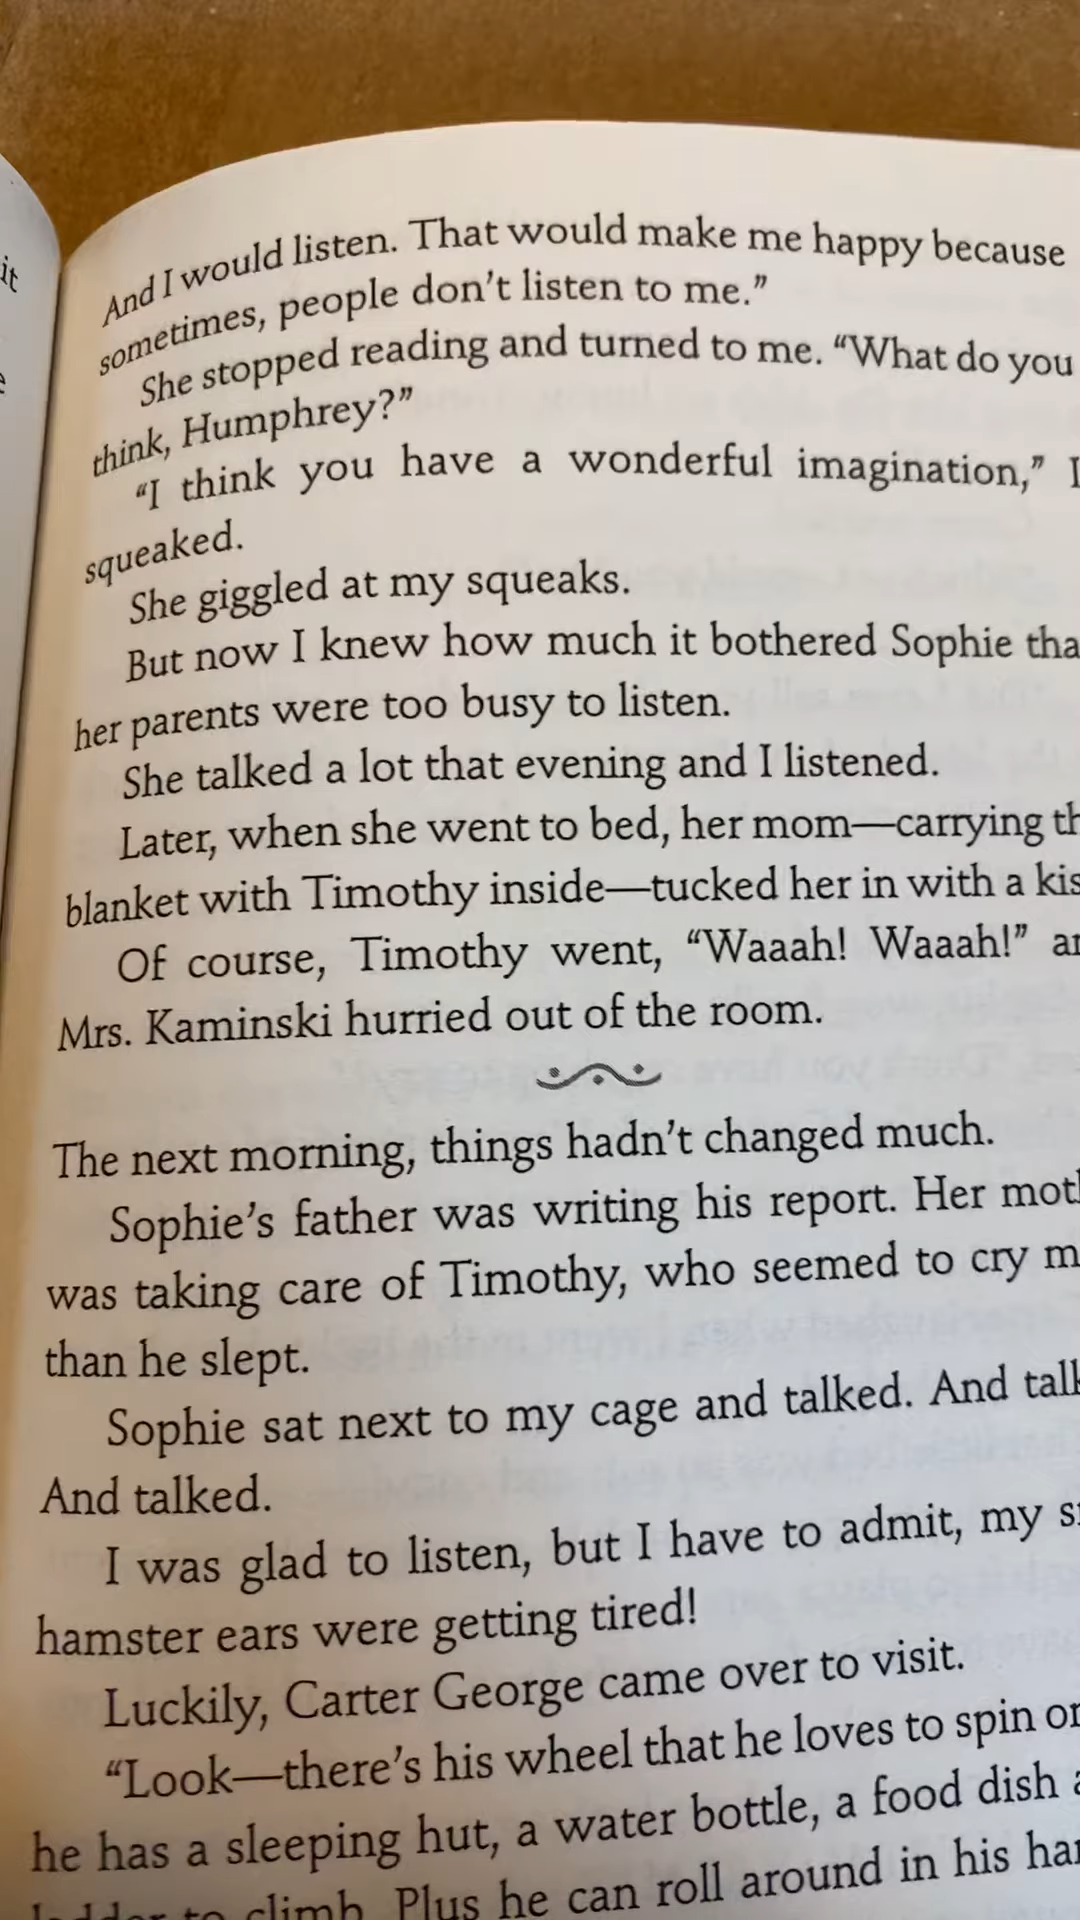 it
And I would listen. That would make me happy because
sometimes, people don’t listen to me.”
She stopped reading and turned to me. “What do you
think, Humphrey?”
“I think you have a wonderful imagination,” I
squeaked.
She giggled at my squeaks.
But now I knew how much it bothered Sophie
her parents were too busy to listen.
She talked a lot that evening and I listened.
Later, when she went to bed, her mom—carrying
blanket with Timothy inside—tucked her in with a
Of course, Timothy went, “Waaah! Waaah!”
Mrs. Kaminski hurried out of the room.
The next morning, things hadn’t changed much.
Sophie’s father was writing his report. Her
was taking care of Timothy, who seemed to cry
than he slept.
Sophie sat next to my cage and talked. And
And talked.
I was glad to listen, but I have to admit, my
hamster ears were getting tired!
Luckily, Carter George came over to visit.
“Look—there’s his wheel that he loves to spin
he has a sleeping hut, a water bottle, a food dish
ladder to climb. Plus he can roll around in his